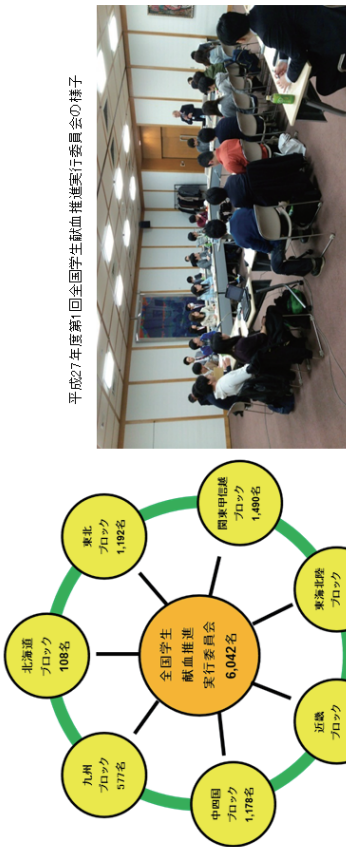 平成27年度第1回全国学生献血推進実行委員会の様子
全国学生
献血推進
実行委員会
6,042名
北海道
ブロック
108名
東北
ブロック
1,192名
関東甲信越
ブロック
1,490名
東海北陸
ブロック
近畿
ブロック
中四国
ブロック
1,178名
九州
ブロック
577名